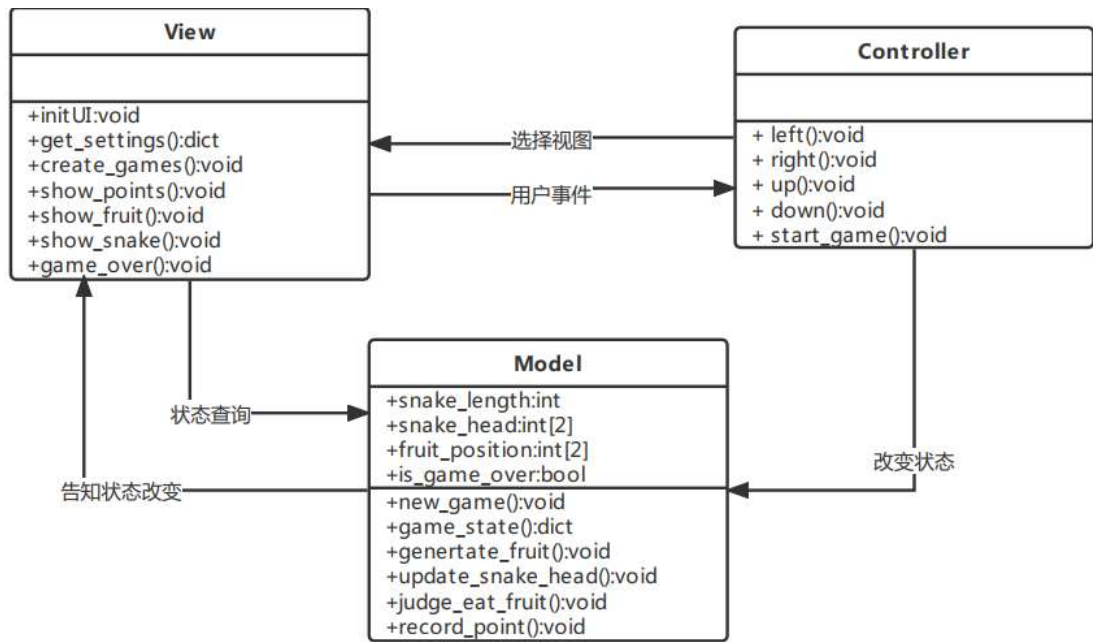 View
+initUI:void
+get_settings():dict
+create_games():void
+show_points():void
+show_fruit():void
+show_snake():void
+game_over():void
Controller
+ left():void
+ right():void
+ up():void
+ down():void
+ start_game():void
选择视图
用户事件
Model
+snake_length:int
+snake_head:int[2]
+fruit_position:int[2]
+is_game_over:bool
+new_game():void
+game_state():dict
+genertate_fruit():void
+update_snake_head():void
+judge_eat_fruit():void
+record_point():void
状态查询
告知状态改变
改变状态